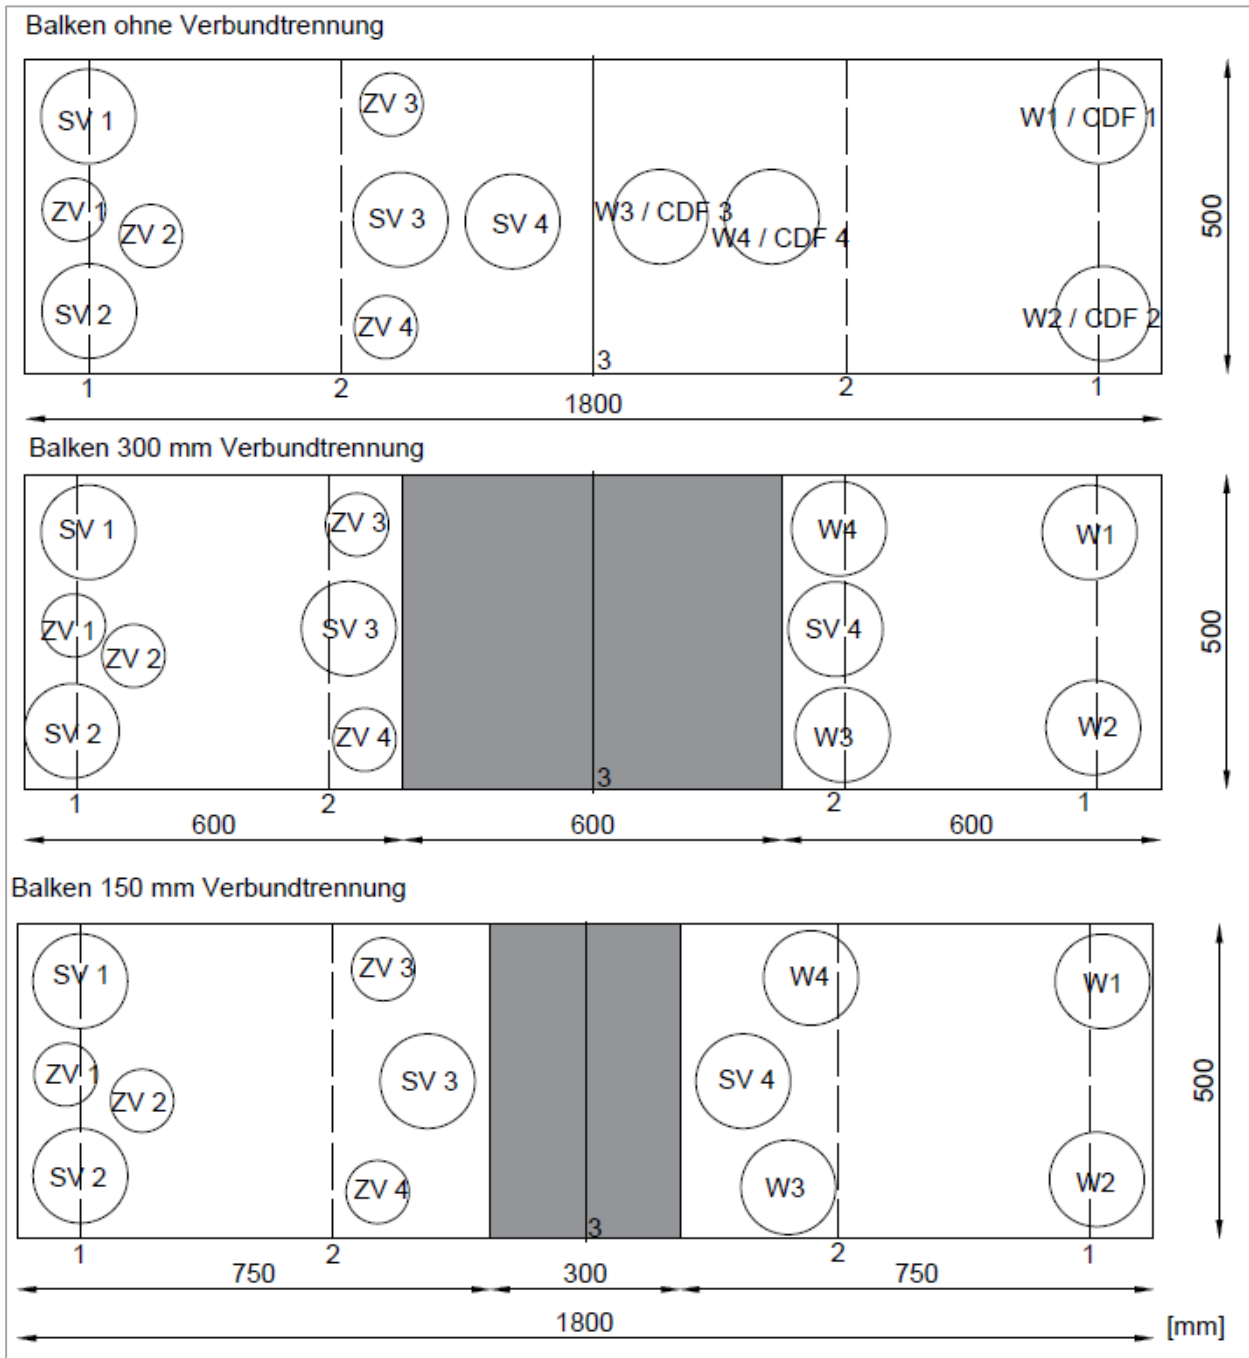 Balken ohne Verbundtrennung
SV 1
ZV 3
W1 / CDF 1
ZV 1
ZV 2
SV 3
SV 4
W3 / CDF 3
W4 / CDF 4
500
SV 2
ZV 4
W2 / CDF 2
3
1
2
2
1
1800
Balken 300 mm Verbundtrennung
SV 1
ZV 3
W4
W1
ZV 1
ZV 2
SV 3
SV 4
500
SV 2
ZV 4
W3
W2
3
1
2
2
1
600
600
600
Balken 150 mm Verbundtrennung
SV 1
ZV 3
W4
W1
ZV 1
ZV 2
SV 3
SV 4
500
SV 2
ZV 4
W3
W2
3
1
2
2
1
750
300
750
1800
[mm]